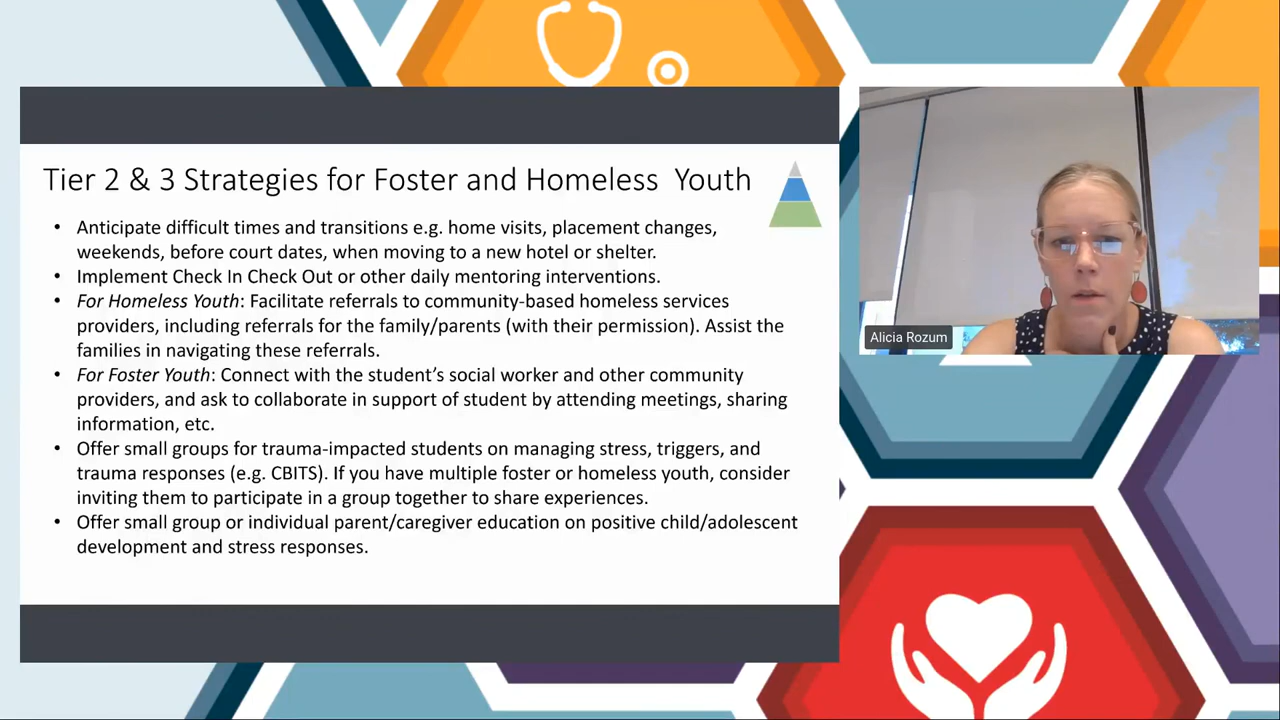 Tier 2 & 3 Strategies for Foster and Homeless  Youth
• Anticipate difficult times and transitions e.g. home visits, placement changes,
weekends, before court dates, when moving to a new hotel or shelter.
• Implement Check In Check Out or other daily mentoring interventions.
• For Homeless Youth: Facilitate referrals to community-based homeless services
providers, including referrals for the family/parents (with their permission). Assist the
families in navigating these referrals.
• For Foster Youth: Connect with the student's social worker and other community
providers, and ask to collaborate in support of student by attending meetings, sharing
information, etc.
• Offer small groups for trauma-impacted students on managing stress, triggers, and
trauma responses (e.g. CBITS). If you have multiple foster or homeless youth, consider
inviting them to participate in a group together to share experiences.
• Offer small group or individual parent/caregiver education on positive child/adolescent
development and stress responses.
Alicia Rozum